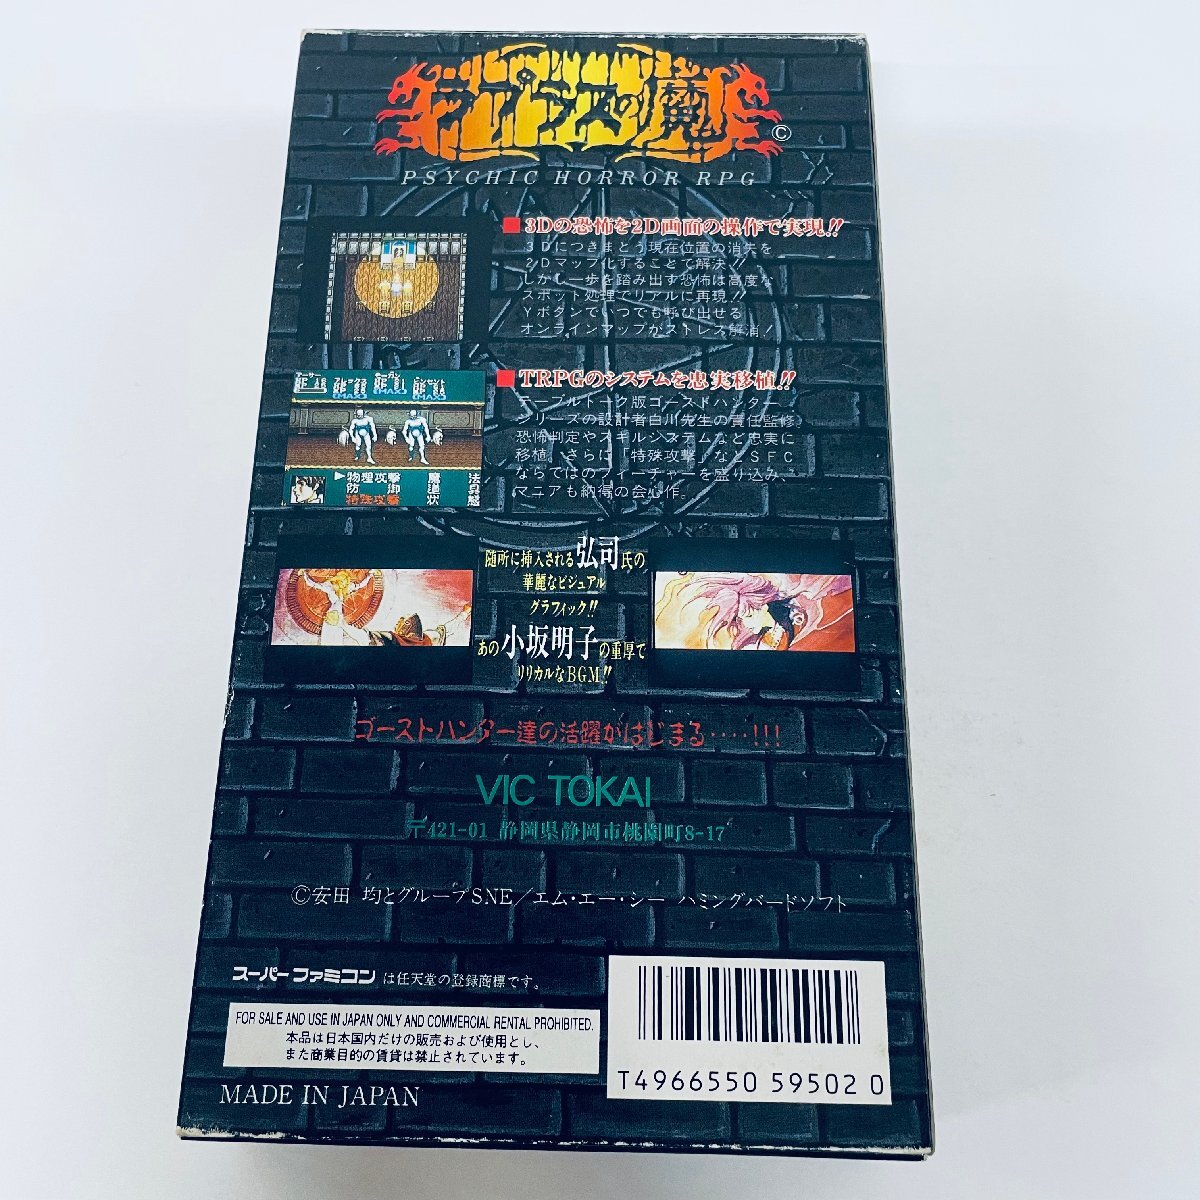 ラプラスの魔
©
PSYCHIC HORROR RPG
■3Dの恐怖を2D画面の操作で実現!!
3Dにつきまとう現在位置の消失を
2Dマップ化することで解決!!
しかし一歩を踏み出す恐怖は高度な
スポット処理でリアルに再現!!
Yボタンでいつでも呼び出せる
オンラインマップがストレス解消!
■TRPGのシステムを忠実移植!!
テーブルトーク版ゴーストハンター
シリーズの設計者白川先生の責任監修。
恐怖判定やスキルシステムなど忠実に
移植。さらに「特殊攻撃」などSFC
ならではのフィーチャーを盛り込み、
マニアも納得の会心作。
(MAX)
(MAX)
▶物理攻撃 魔道 法
防 御 状
特殊攻撃
随所に挿入される弘司氏の
華麗なビジュアル
グラフィック!!
あの小坂明子の重厚で
リリカルなBGM!!
ゴーストハンター達の活躍がはじまる‥‥!!!
VIC TOKAI
〒421-01 静岡県静岡市桃園町8-17
©安田 均とグループSNE/エム・エー・シー ハミングバードソフト
スーパーファミコンは任天堂の登録商標です。
FOR SALE AND USE IN JAPAN ONLY AND COMMERCIAL RENTAL PROHIBITED.
本品は日本国内だけの販売および使用とし、
また商業目的の賃貸は禁止されています。
MADE IN JAPAN
T4966550 59502 0